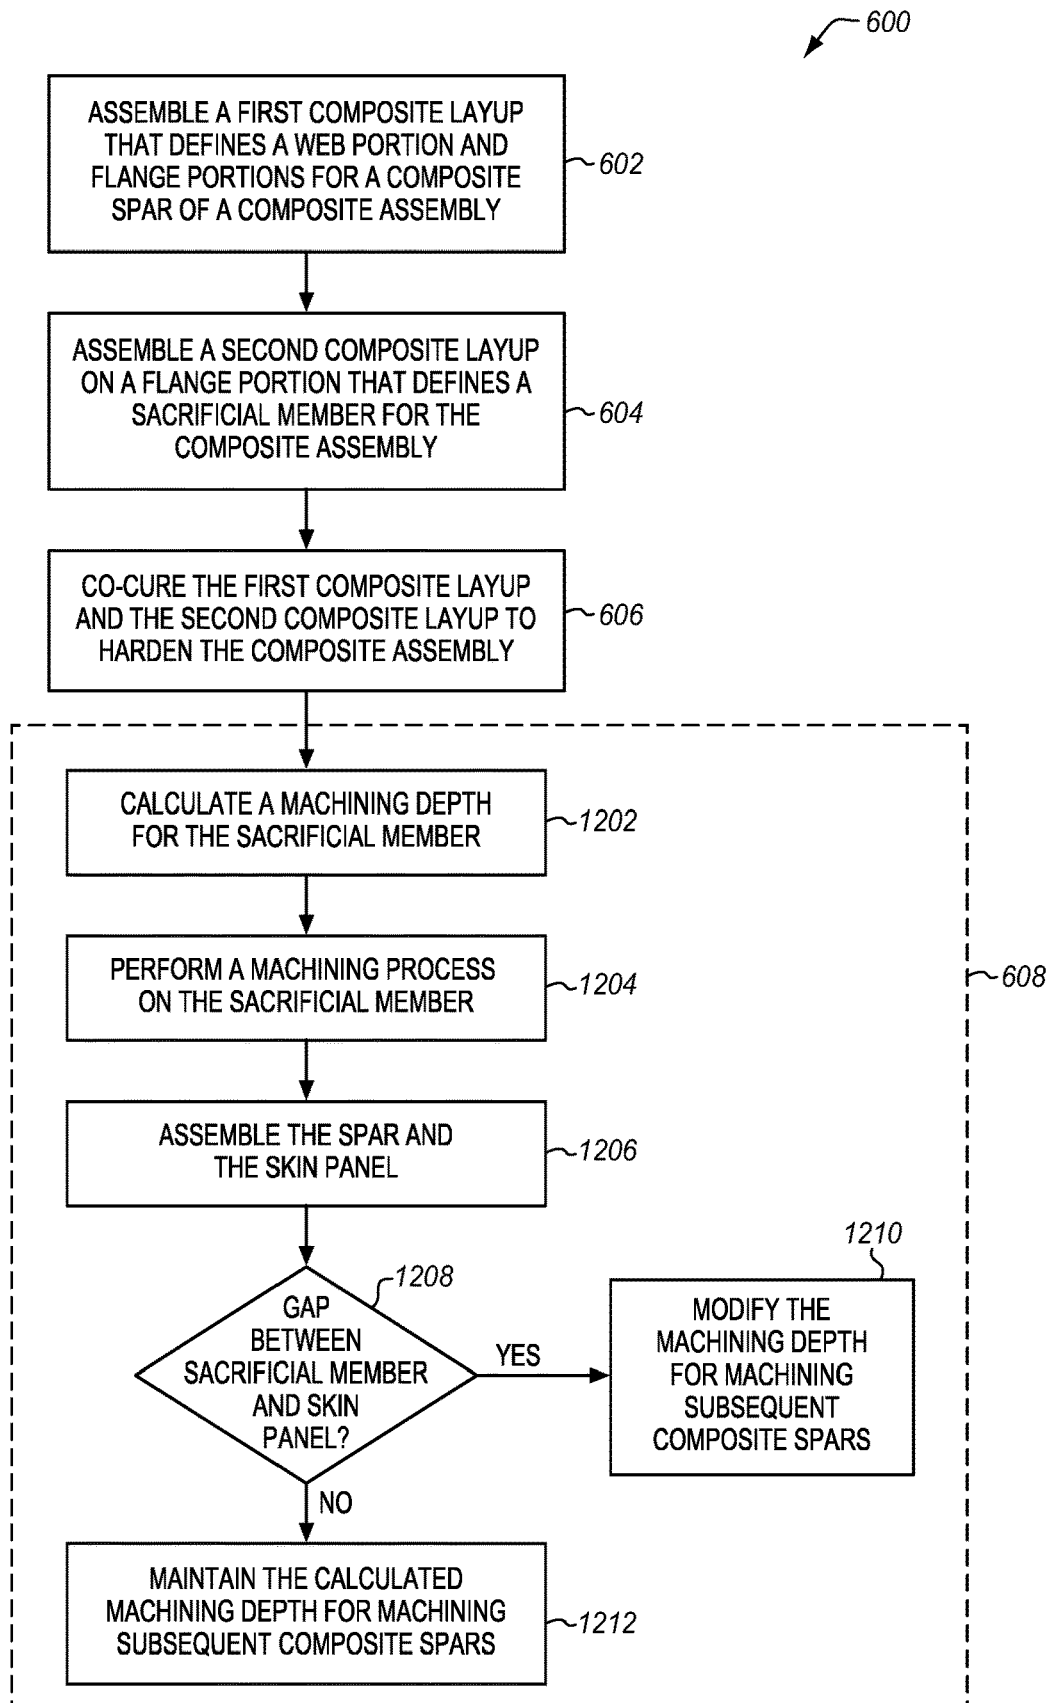 600
ASSEMBLE A FIRST COMPOSITE LAYUP
THAT DEFINES A WEB PORTION AND
FLANGE PORTIONS FOR A COMPOSITE
SPAR OF A COMPOSITE ASSEMBLY
602
ASSEMBLE A SECOND COMPOSITE LAYUP
ON A FLANGE PORTION THAT DEFINES A
SACRIFICIAL MEMBER FOR THE
COMPOSITE ASSEMBLY
604
CO-CURE THE FIRST COMPOSITE LAYUP
AND THE SECOND COMPOSITE LAYUP TO
HARDEN THE COMPOSITE ASSEMBLY
606
CALCULATE A MACHINING DEPTH
FOR THE SACRIFICIAL MEMBER
1202
PERFORM A MACHINING PROCESS
ON THE SACRIFICIAL MEMBER
1204
608
ASSEMBLE THE SPAR AND
THE SKIN PANEL
1206
1208
GAP
BETWEEN
SACRIFICIAL MEMBER
AND SKIN
PANEL?
YES
1210
MODIFY THE
MACHINING DEPTH
FOR MACHINING
SUBSEQUENT
COMPOSITE SPARS
NO
MAINTAIN THE CALCULATED
MACHINING DEPTH FOR MACHINING
SUBSEQUENT COMPOSITE SPARS
1212